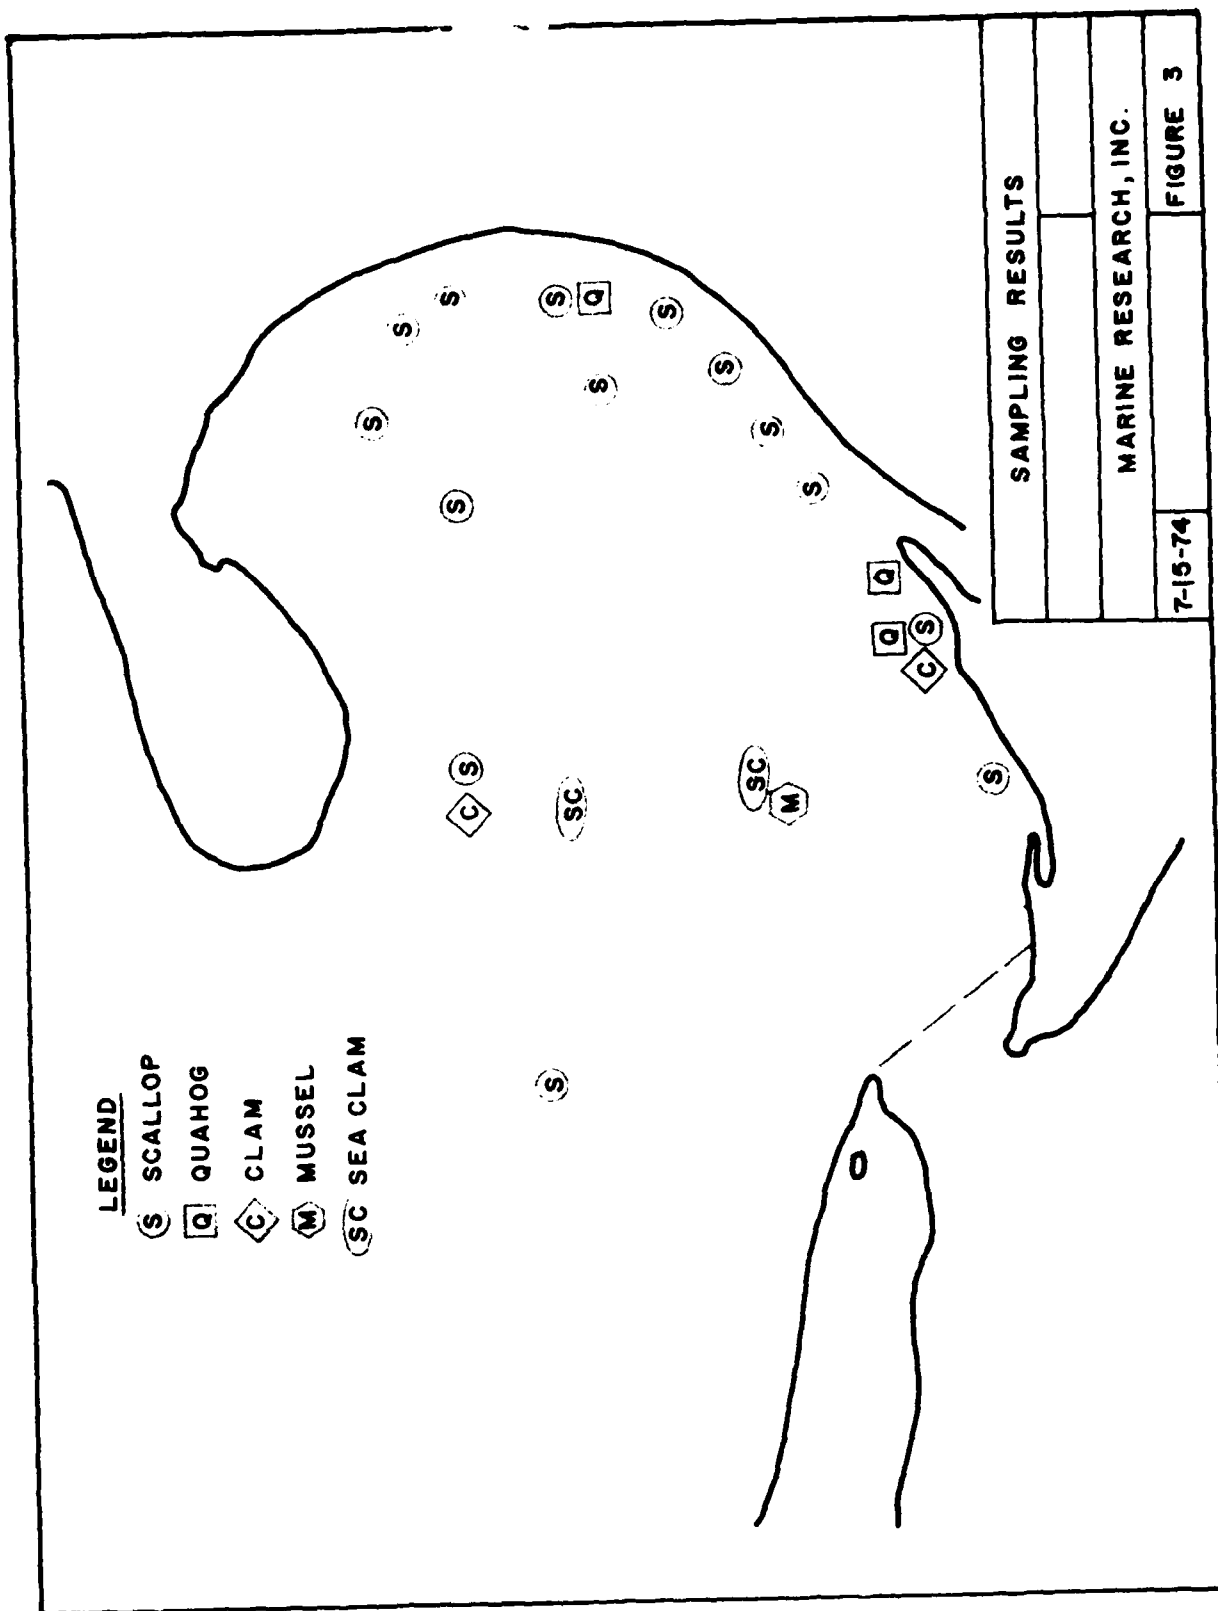 LEGEND
S SCALLOP
Q QUAHOG
C CLAM
M MUSSEL
SC SEA CLAM
S
S
S
S
S
Q
S
S
S
S
S
Q
Q
S
C
S
C
SC
SC
M
S
S
SAMPLING RESULTS
MARINE RESEARCH, INC.
7-15-74
FIGURE 3